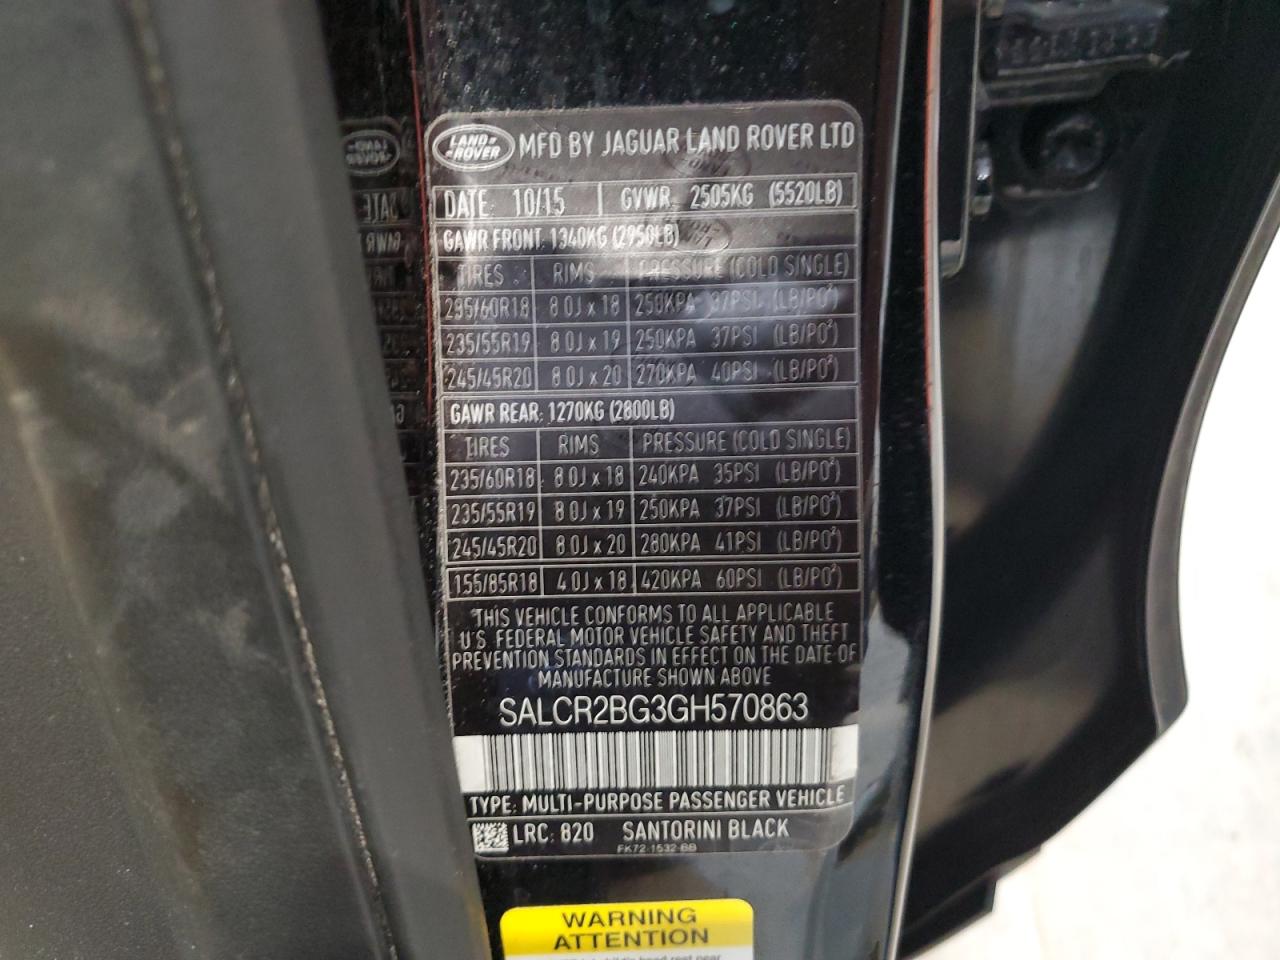 LAND-
-ROVER
MFD BY JAGUAR LAND ROVER LTD
DATE: 10/15 GVWR: 2505KG (5520LB)
GAWR FRONT: 1340KG (2950LB)
TIRES RIMS PRESSURE (COLD SINGLE)
235/60R18 8.0J x 18 250KPA 37PSI (LB/PO²)
235/55R19 8.0J x 19 250KPA 37PSI (LB/PO²)
245/45R20 8.0J x 20 270KPA 40PSI (LB/PO²)
GAWR REAR: 1270KG (2800LB)
TIRES RIMS PRESSURE (COLD SINGLE)
235/60R18 8.0J x 18 240KPA 35PSI (LB/PO²)
235/55R19 8.0J x 19 250KPA 37PSI (LB/PO²)
245/45R20 8.0J x 20 280KPA 41PSI (LB/PO²)
155/85R18 4.0J x 18 420KPA 60PSI (LB/PO²)
THIS VEHICLE CONFORMS TO ALL APPLICABLE
U.S. FEDERAL MOTOR VEHICLE SAFETY AND THEFT
PREVENTION STANDARDS IN EFFECT ON THE DATE OF
MANUFACTURE SHOWN ABOVE
SALCR2BG3GH570863
TYPE: MULTI-PURPOSE PASSENGER VEHICLE
LRC: 820 SANTORINI BLACK
FK72-1532-BB
WARNING
ATTENTION